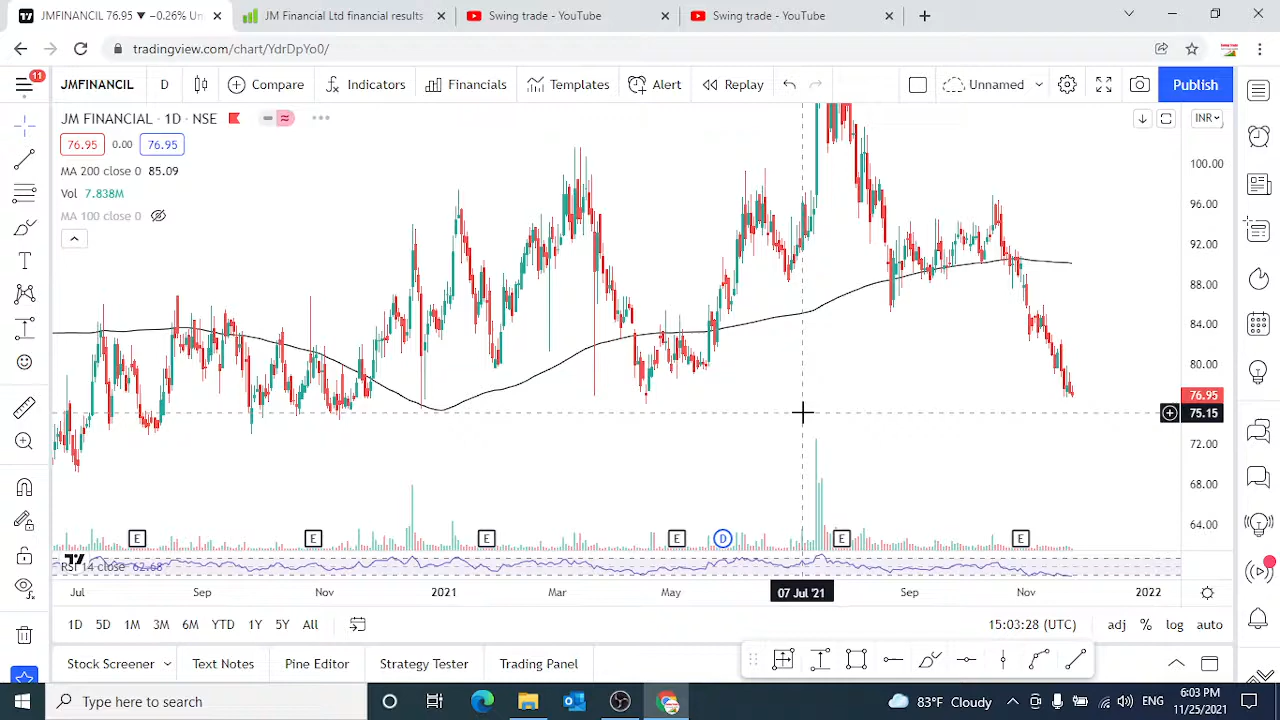 JMFINANCIL 76.95 ▼ −0.26% Un
JM Financial Ltd financial results
Swing trade - YouTube
Swing trade - YouTube
tradingview.com/chart/YdrDpYo0/
11
JMFINANCIL
D
Compare
Indicators
Financials
Templates
Alert
Replay
Unnamed
Publish
JM FINANCIAL · 1D · NSE
INR
76.95
0.00
76.95
MA 200 close 0 85.09
Vol 7.838M
MA 100 close 0
100.00
96.00
92.00
88.00
84.00
80.00
76.95
75.15
72.00
68.00
64.00
E
E
E
E
D
E
E
RSI 14 close 62.68
Jul
Sep
Nov
2021
Mar
May
07 Jul '21
Sep
Nov
2022
1D
5D
1M
3M
6M
YTD
1Y
5Y
All
15:03:28 (UTC)
adj
%
log
auto
Stock Screener
Text Notes
Pine Editor
Strategy Tester
Trading Panel
Type here to search
83°F Cloudy
ENG
6:03 PM
11/25/2021